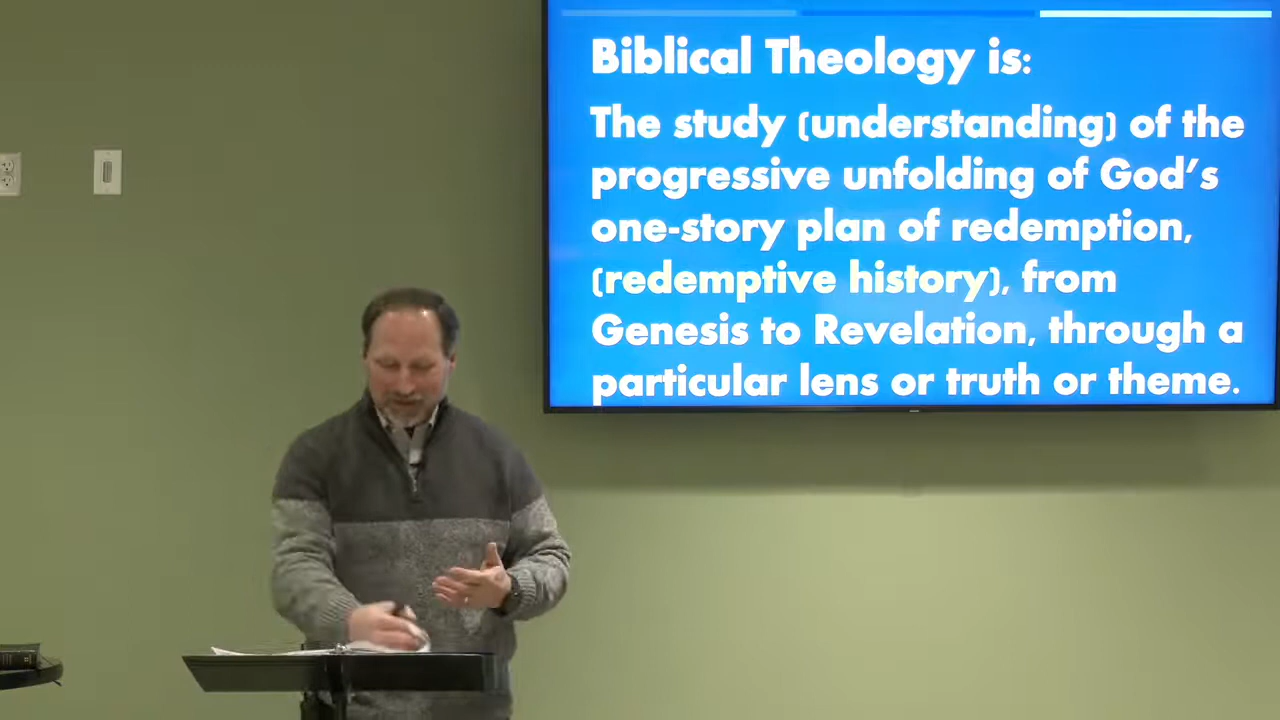 Biblical Theology is:
The study (understanding) of the
progressive unfolding of God's
one-story plan of redemption,
(redemptive history), from
Genesis to Revelation, through a
particular lens or truth or theme.